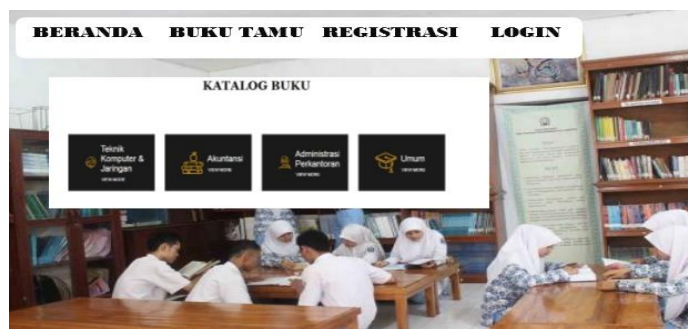 BERANDA BUKU TAMU REGISTRASI LOGIN
KATALOG BUKU
Teknik
Komputer &
Jaringan
VIEW MORE
Akuntansi
VIEW MORE
Administrasi
Perkantoran
VIEW MORE
Umum
VIEW MORE